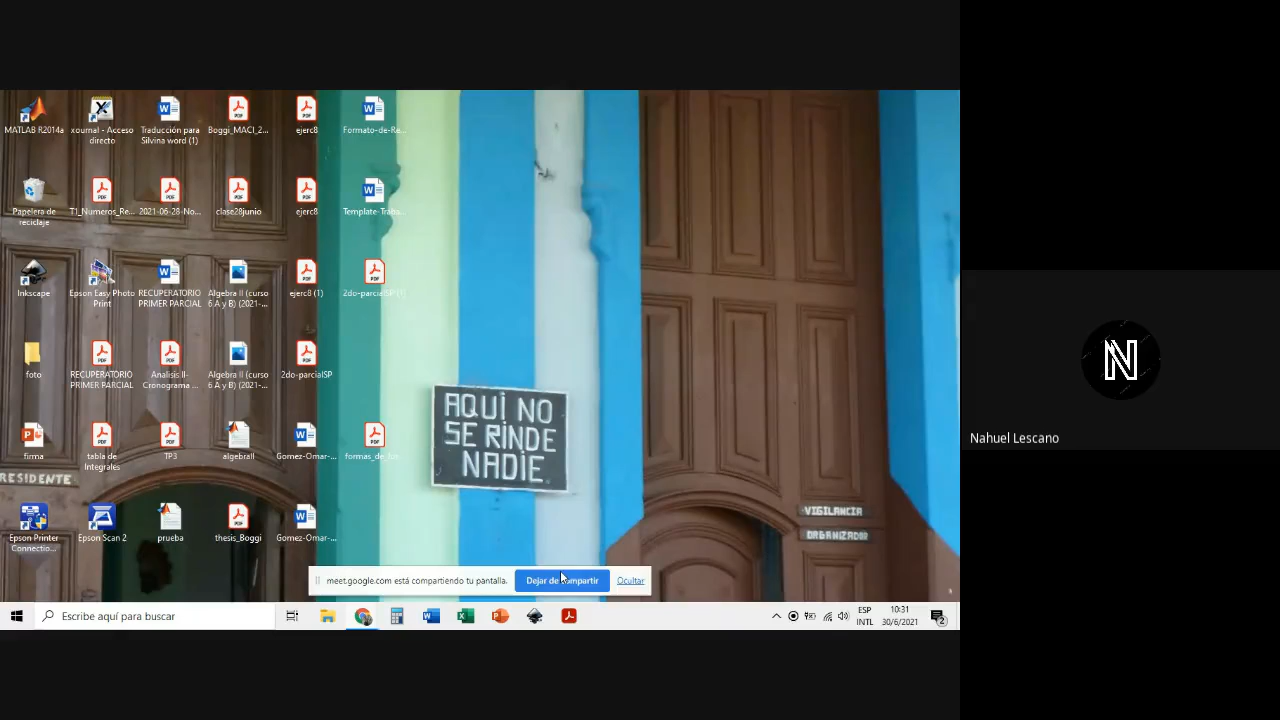 MATLAB R2014a
xournal - Acceso
directo
Traducción para
Silvina word (1)
Boggi_MACI_2...
ejerc8
Formato-de-Re...
Papelera de
reciclaje
T1_Numeros_Re...
2021-06-28-No...
clase28junio
ejerc8
Template-Traba...
Inkscape
Epson Easy Photo
Print
RECUPERATORIO
PRIMER PARCIAL
Algebra II (curso
6 A y B) (2021-...
ejerc8 (1)
2do-parcialSP (1)
foto
RECUPERATORIO
PRIMER PARCIAL
Analisis II-
Cronograma ...
Algebra II (curso
6 A y B) (2021-...
2do-parcialSP
firma
tabla de
Integrales
TP3
algebraII
Gomez-Omar-...
Epson Printer
Connectio...
Epson Scan 2
prueba
thesis_Boggi
Gomez-Omar-...
RESIDENTE
AQUÍ NO
SE RINDE
NADIE
VIGILANCIA
ORGANIZADOR
meet.google.com está compartiendo tu pantalla.
Dejar de compartir
Ocultar
Escribe aquí para buscar
ESP
INTL
10:31
30/6/2021
2
N
Nahuel Lescano